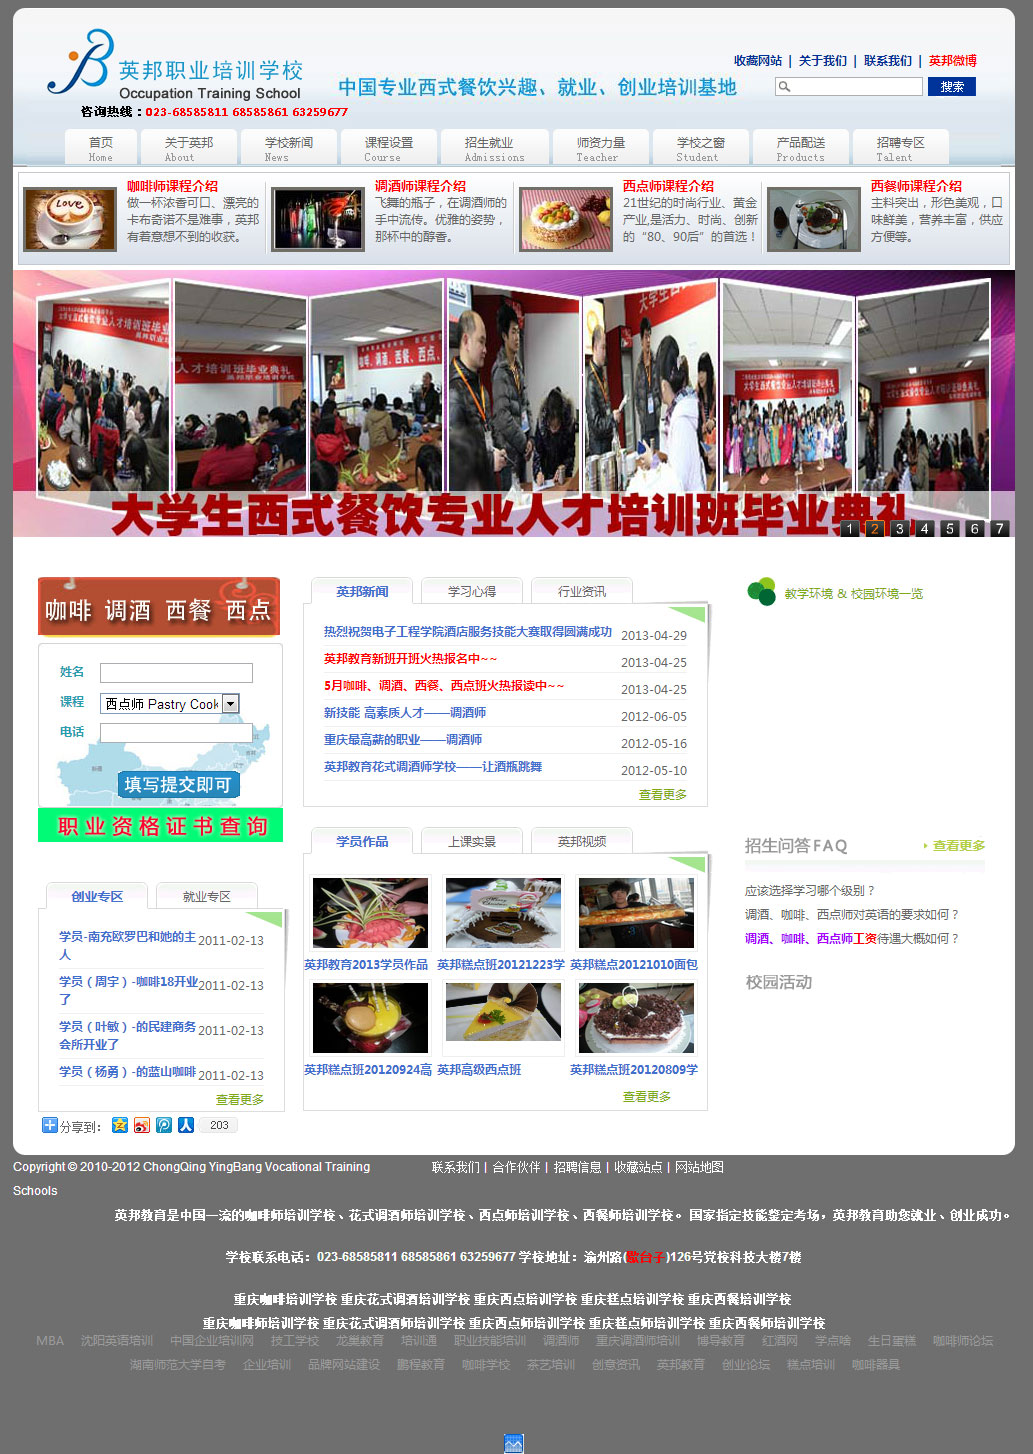 英邦职业培训学校
Occupation Training School
咨询热线：023-68585811 68585861 63259677
中国专业西式餐饮兴趣、就业、创业培训基地
收藏网站 | 关于我们 | 联系我们 | 英邦微博
搜索
首页 关于英邦 学校新闻 课程设置 招生就业 师资力量 学校之窗 产品配送 招聘专区
Home About News Course Admissions Teacher Student Products Talent
咖啡师课程介绍
做一杯浓香可口、漂亮的
卡布奇诺不是难事，英邦
有着意想不到的收获。
调酒师课程介绍
飞舞的瓶子，在调酒师的
手中流传。优雅的姿势，
那杯中的醇香。
西点师课程介绍
21世纪的时尚行业、黄金
产业,是活力、时尚、创新
的“80、90后”的首选！
西餐师课程介绍
主料突出，形色美观，口
味鲜美，营养丰富，供应
方便等。
大学生西式餐饮专业人才培训班毕业典礼
1 2 3 4 5 6 7
咖啡 调酒 西餐 西点
姓名
课程 西点师 Pastry Cook
电话
填写提交即可
职业资格证书查询
创业专区 就业专区
学员-南充欧罗巴和她的主人 2011-02-13
学员（周宇）-咖啡18开业了 2011-02-13
学员（叶敏）-的民建商务会所开业了 2011-02-13
学员（杨勇）-的蓝山咖啡 2011-02-13
查看更多
分享到： 203
英邦新闻 学习心得 行业资讯
热烈祝贺电子工程学院酒店服务技能大赛取得圆满成功 2013-04-29
英邦教育新班开班火热报名中~~ 2013-04-25
5月咖啡、调酒、西餐、西点班火热报读中~~ 2013-04-25
新技能 高素质人才——调酒师 2012-06-05
重庆最高薪的职业——调酒师 2012-05-16
英邦教育花式调酒师学校——让酒瓶跳舞 2012-05-10
查看更多
学员作品 上课实景 英邦视频
英邦教育2013学员作品 英邦糕点班20121223学 英邦糕点20121010面包
英邦糕点班20120924高 英邦高级西点班 英邦糕点班20120809学
查看更多
教学环境 & 校园环境一览
招生问答FAQ 查看更多
应该选择学习哪个级别？
调酒、咖啡、西点师对英语的要求如何？
调酒、咖啡、西点师工资待遇大概如何？
校园活动
Copyright © 2010-2012 ChongQing YingBang Vocational Training
Schools
联系我们 | 合作伙伴 | 招聘信息 | 收藏站点 | 网站地图
英邦教育是中国一流的咖啡师培训学校、花式调酒师培训学校、西点师培训学校、西餐师培训学校。国家指定技能鉴定考场，英邦教育助您就业、创业成功。
学校联系电话：023-68585811 68585861 63259677 学校地址：渝州路(歇台子)126号党校科技大楼7楼
重庆咖啡培训学校 重庆花式调酒培训学校 重庆西点培训学校 重庆糕点培训学校 重庆西餐培训学校
重庆咖啡师培训学校 重庆花式调酒师培训学校 重庆西点师培训学校 重庆糕点师培训学校 重庆西餐师培训学校
MBA 沈阳英语培训 中国企业培训网 技工学校 龙巢教育 培训通 职业技能培训 调酒师 重庆调酒师培训 博导教育 红酒网 学点啥 生日蛋糕 咖啡师论坛
湖南师范大学自考 企业培训 品牌网站建设 鹏程教育 咖啡学校 茶艺培训 创意资讯 英邦教育 创业论坛 糕点培训 咖啡器具